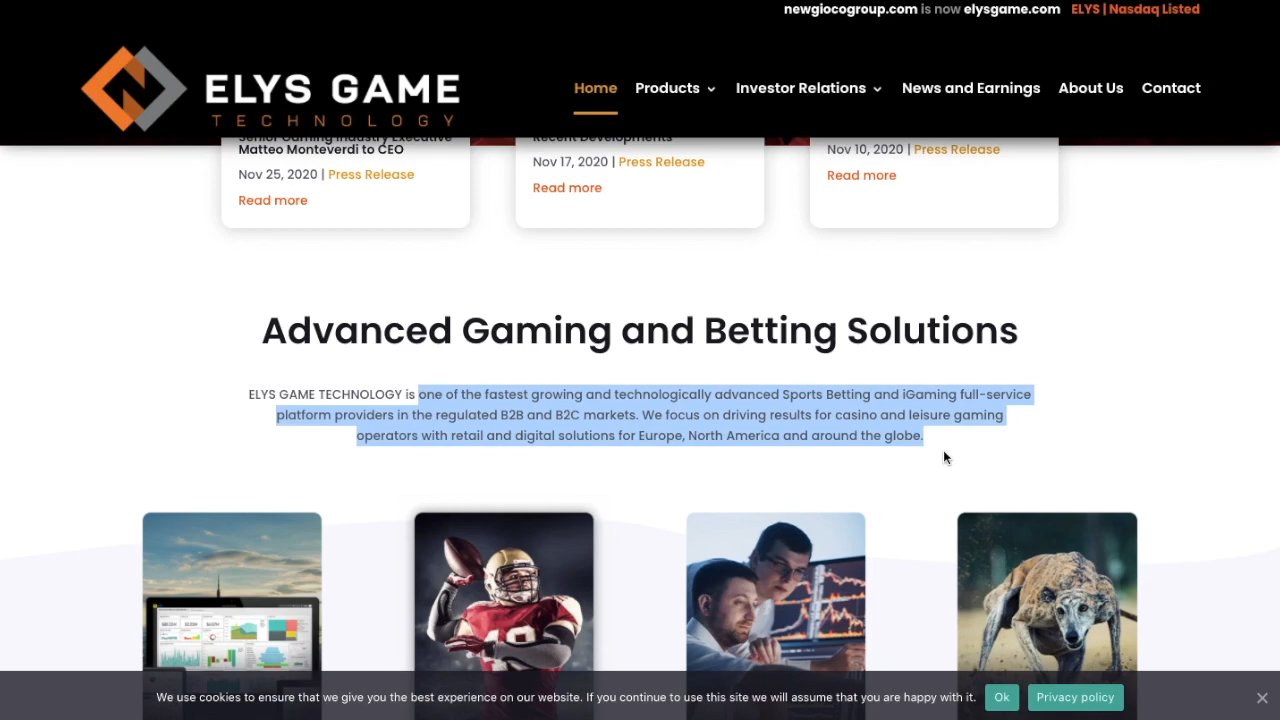 newgiocogroup.com is now elysgame.com ELYS | Nasdaq Listed
ELYS GAME
TECHNOLOGY
Home Products Investor Relations News and Earnings About Us Contact
Senior Gaming Industry Executive
Matteo Monteverdi to CEO
Nov 25, 2020 | Press Release
Read more
Recent Developments
Nov 17, 2020 | Press Release
Read more
Nov 10, 2020 | Press Release
Read more
Advanced Gaming and Betting Solutions
ELYS GAME TECHNOLOGY is one of the fastest growing and technologically advanced Sports Betting and iGaming full-service
platform providers in the regulated B2B and B2C markets. We focus on driving results for casino and leisure gaming
operators with retail and digital solutions for Europe, North America and around the globe.
We use cookies to ensure that we give you the best experience on our website. If you continue to use this site we will assume that you are happy with it. Ok Privacy policy